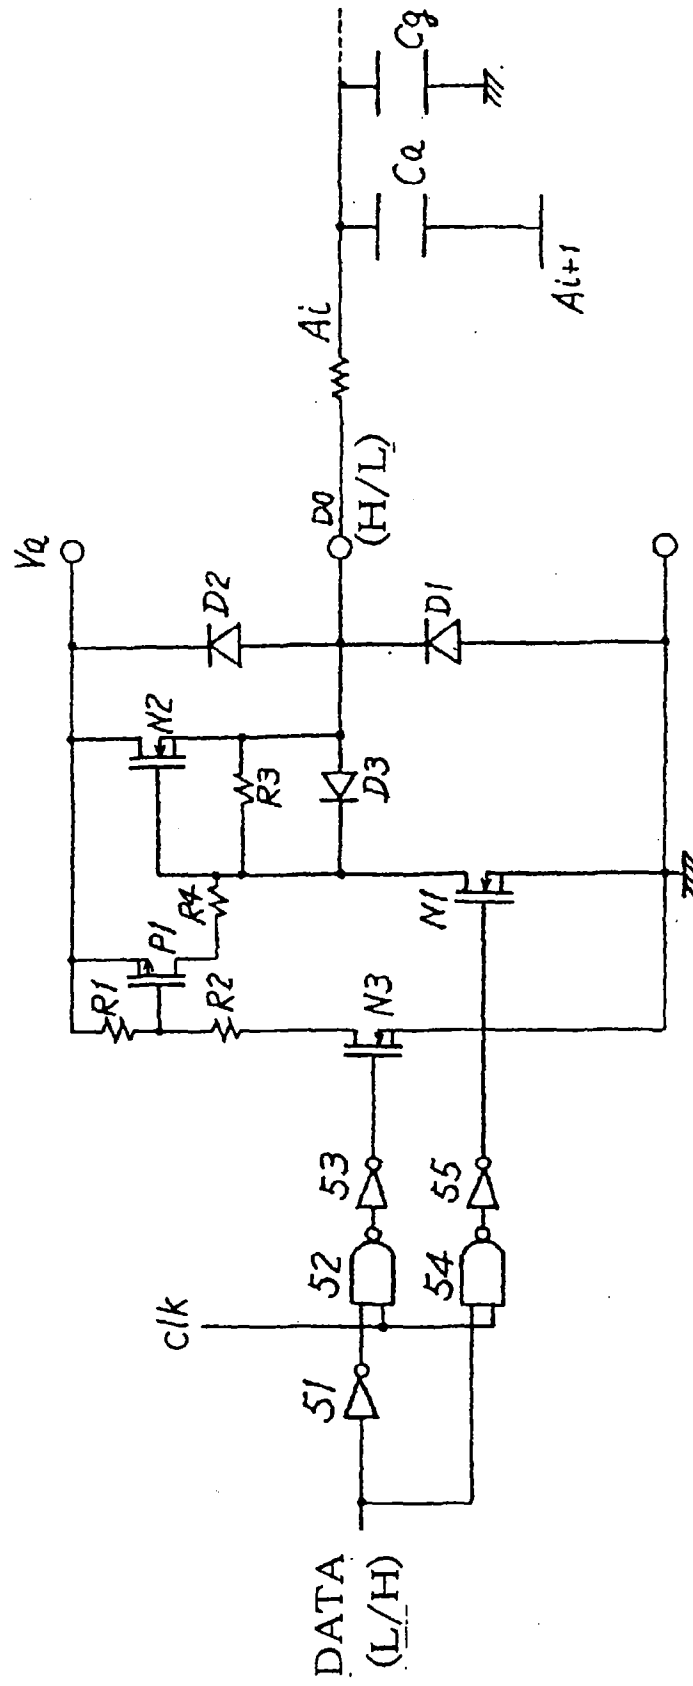 DATA
(L/H)
51
clk
52
53
54
55
R1
P1
R2
R4
N3
N1
N2
R3
D3
Va
D2
D1
D0
(H/L)
Ai
Ca
Cg
Ai+1